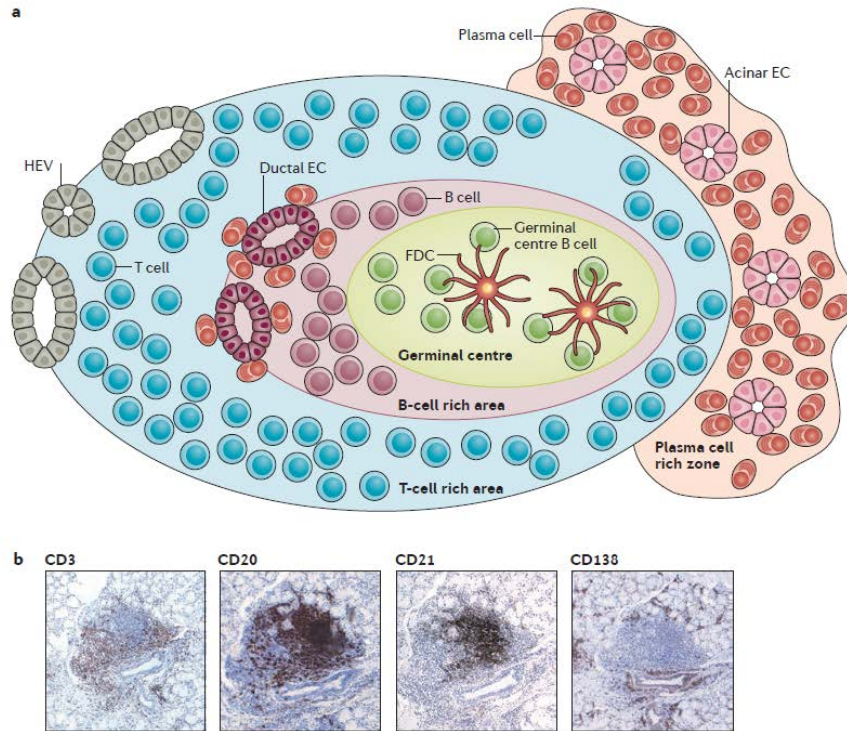 a
Plasma cell
Acinar EC
HEV
Ductal EC
B cell
Germinal
centre B cell
FDC
T cell
Germinal centre
B-cell rich area
Plasma cell
rich zone
T-cell rich area
b
CD3
CD20
CD21
CD138